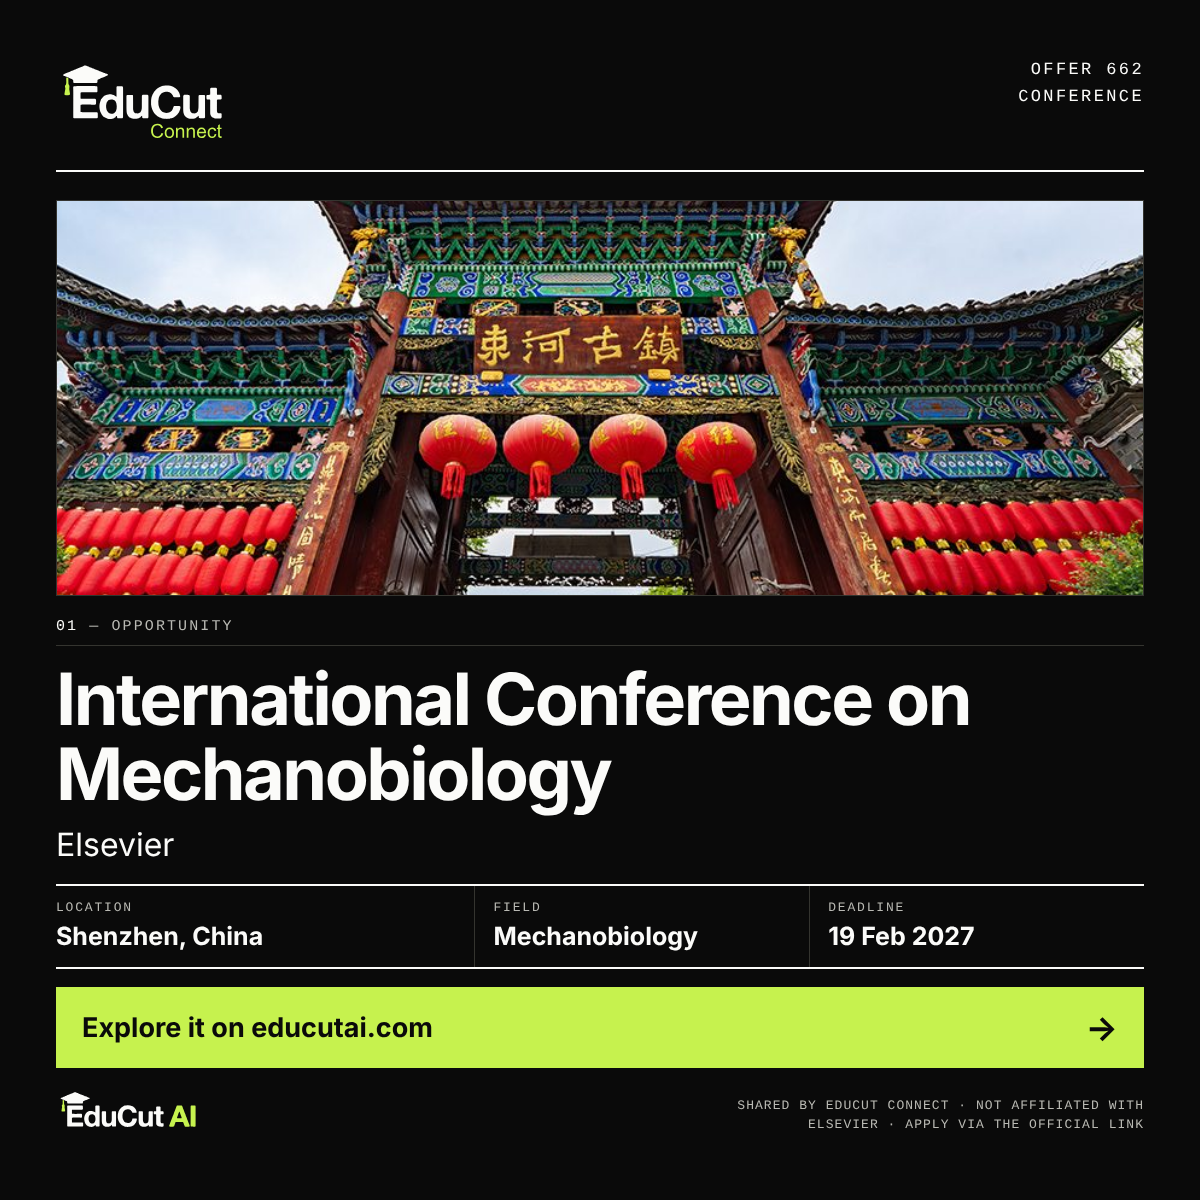 EduCut
Connect
OFFER 662
CONFERENCE
束河古鎮
01 — OPPORTUNITY
International Conference on
Mechanobiology
Elsevier
LOCATION
Shenzhen, China
FIELD
Mechanobiology
DEADLINE
19 Feb 2027
Explore it on educutai.com
→
EduCut AI
SHARED BY EDUCUT CONNECT · NOT AFFILIATED WITH
ELSEVIER · APPLY VIA THE OFFICIAL LINK